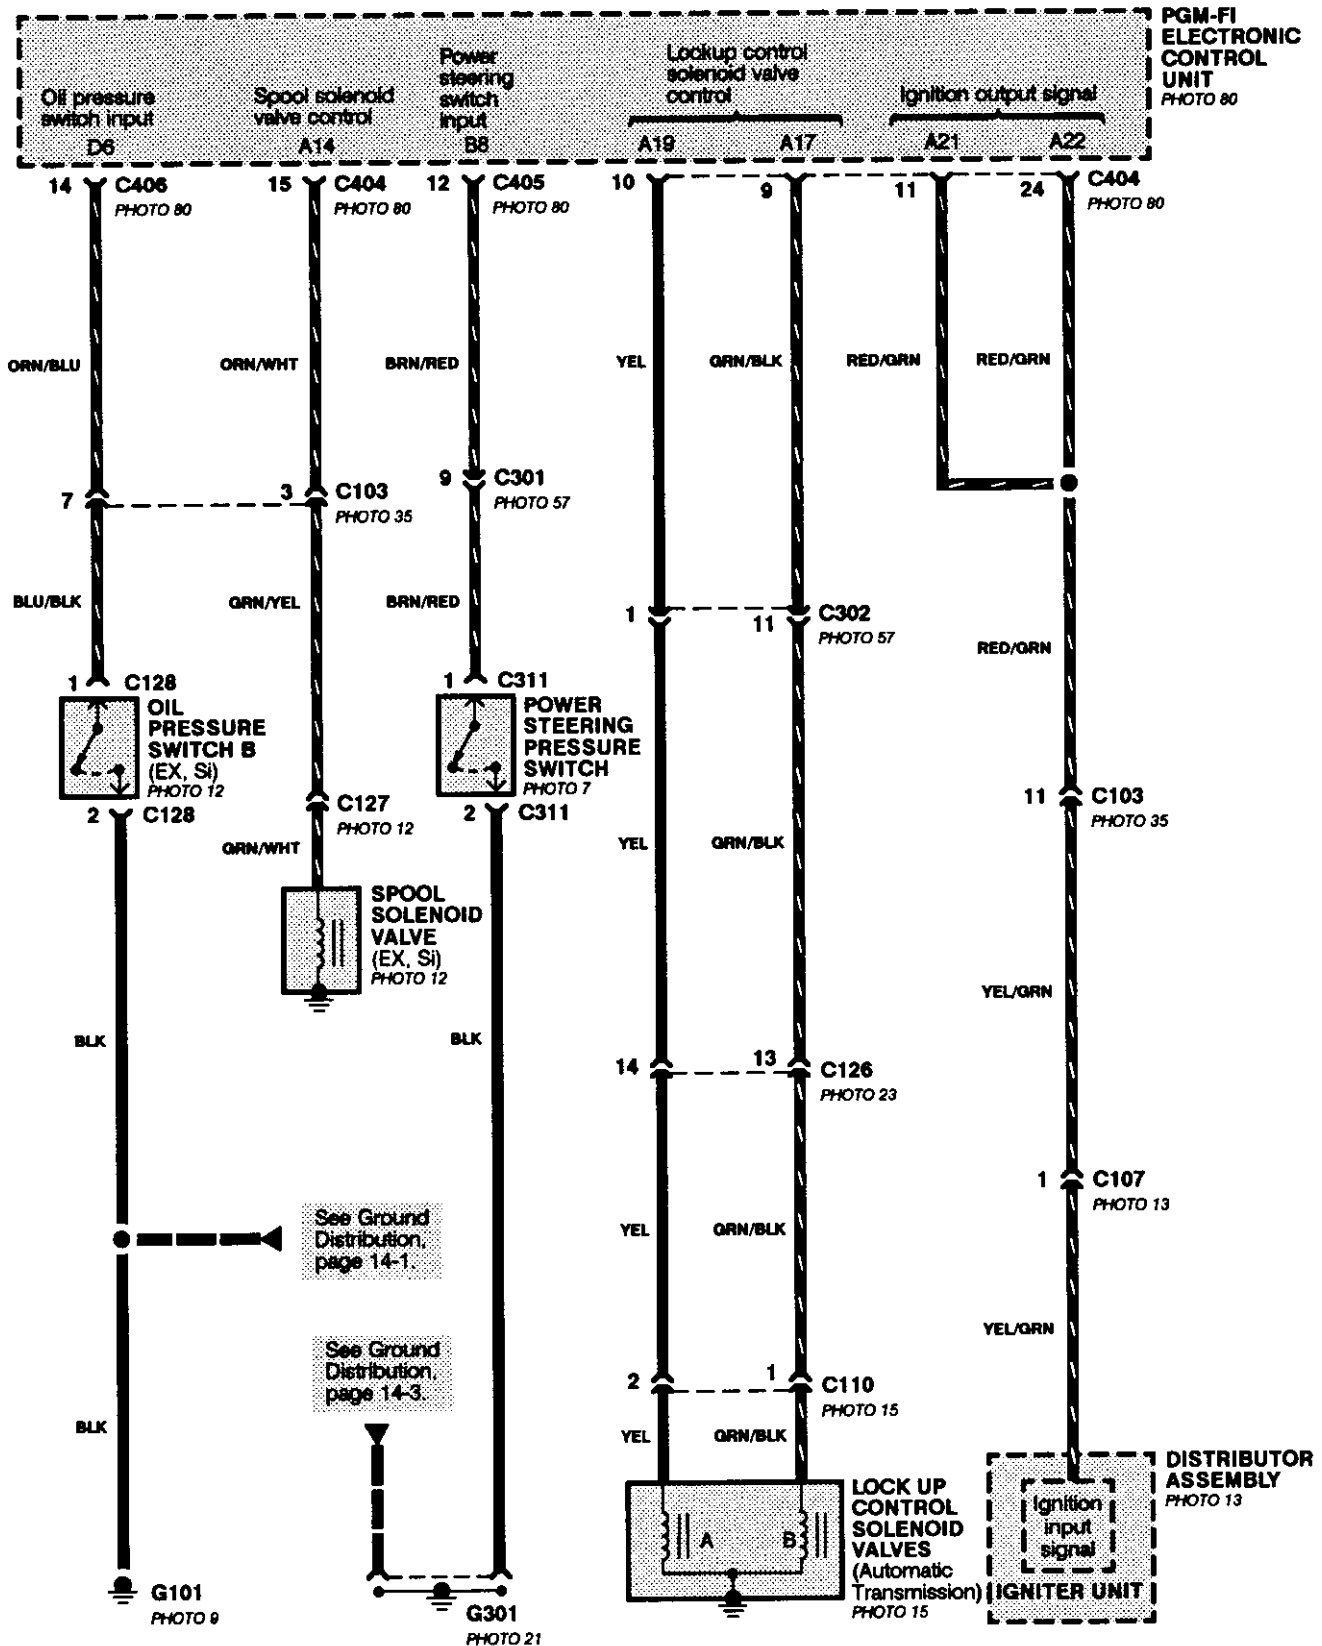 PGM-FI
ELECTRONIC
CONTROL
UNIT
PHOTO 80
Oil pressure
switch input
D6
Spool solenoid
valve control
A14
Power
steering
switch
input
B8
Lockup control
solenoid valve
control
A19
A17
Ignition output signal
A21
A22
14
C406
PHOTO 80
15
C404
PHOTO 80
12
C405
PHOTO 80
10
9
11
24
C404
PHOTO 80
ORN/BLU
ORN/WHT
BRN/RED
YEL
GRN/BLK
RED/GRN
RED/GRN
7
3
C103
PHOTO 35
9
C301
PHOTO 57
BLU/BLK
GRN/YEL
BRN/RED
1
11
C302
PHOTO 57
RED/GRN
1
C128
OIL
PRESSURE
SWITCH B
(EX, Si)
PHOTO 12
2
C128
1
C311
POWER
STEERING
PRESSURE
SWITCH
PHOTO 7
2
C311
C127
PHOTO 12
GRN/WHT
YEL
GRN/BLK
11
C103
PHOTO 35
SPOOL
SOLENOID
VALVE
(EX, Si)
PHOTO 12
YEL/GRN
BLK
BLK
14
13
C126
PHOTO 23
1
C107
PHOTO 13
See Ground
Distribution,
page 14-1.
YEL
GRN/BLK
YEL/GRN
See Ground
Distribution,
page 14-3.
2
1
C110
PHOTO 15
BLK
YEL
GRN/BLK
A
B
LOCK UP
CONTROL
SOLENOID
VALVES
(Automatic
Transmission)
PHOTO 15
DISTRIBUTOR
ASSEMBLY
PHOTO 13
Ignition
input
signal
IGNITER UNIT
G101
PHOTO 9
G301
PHOTO 21